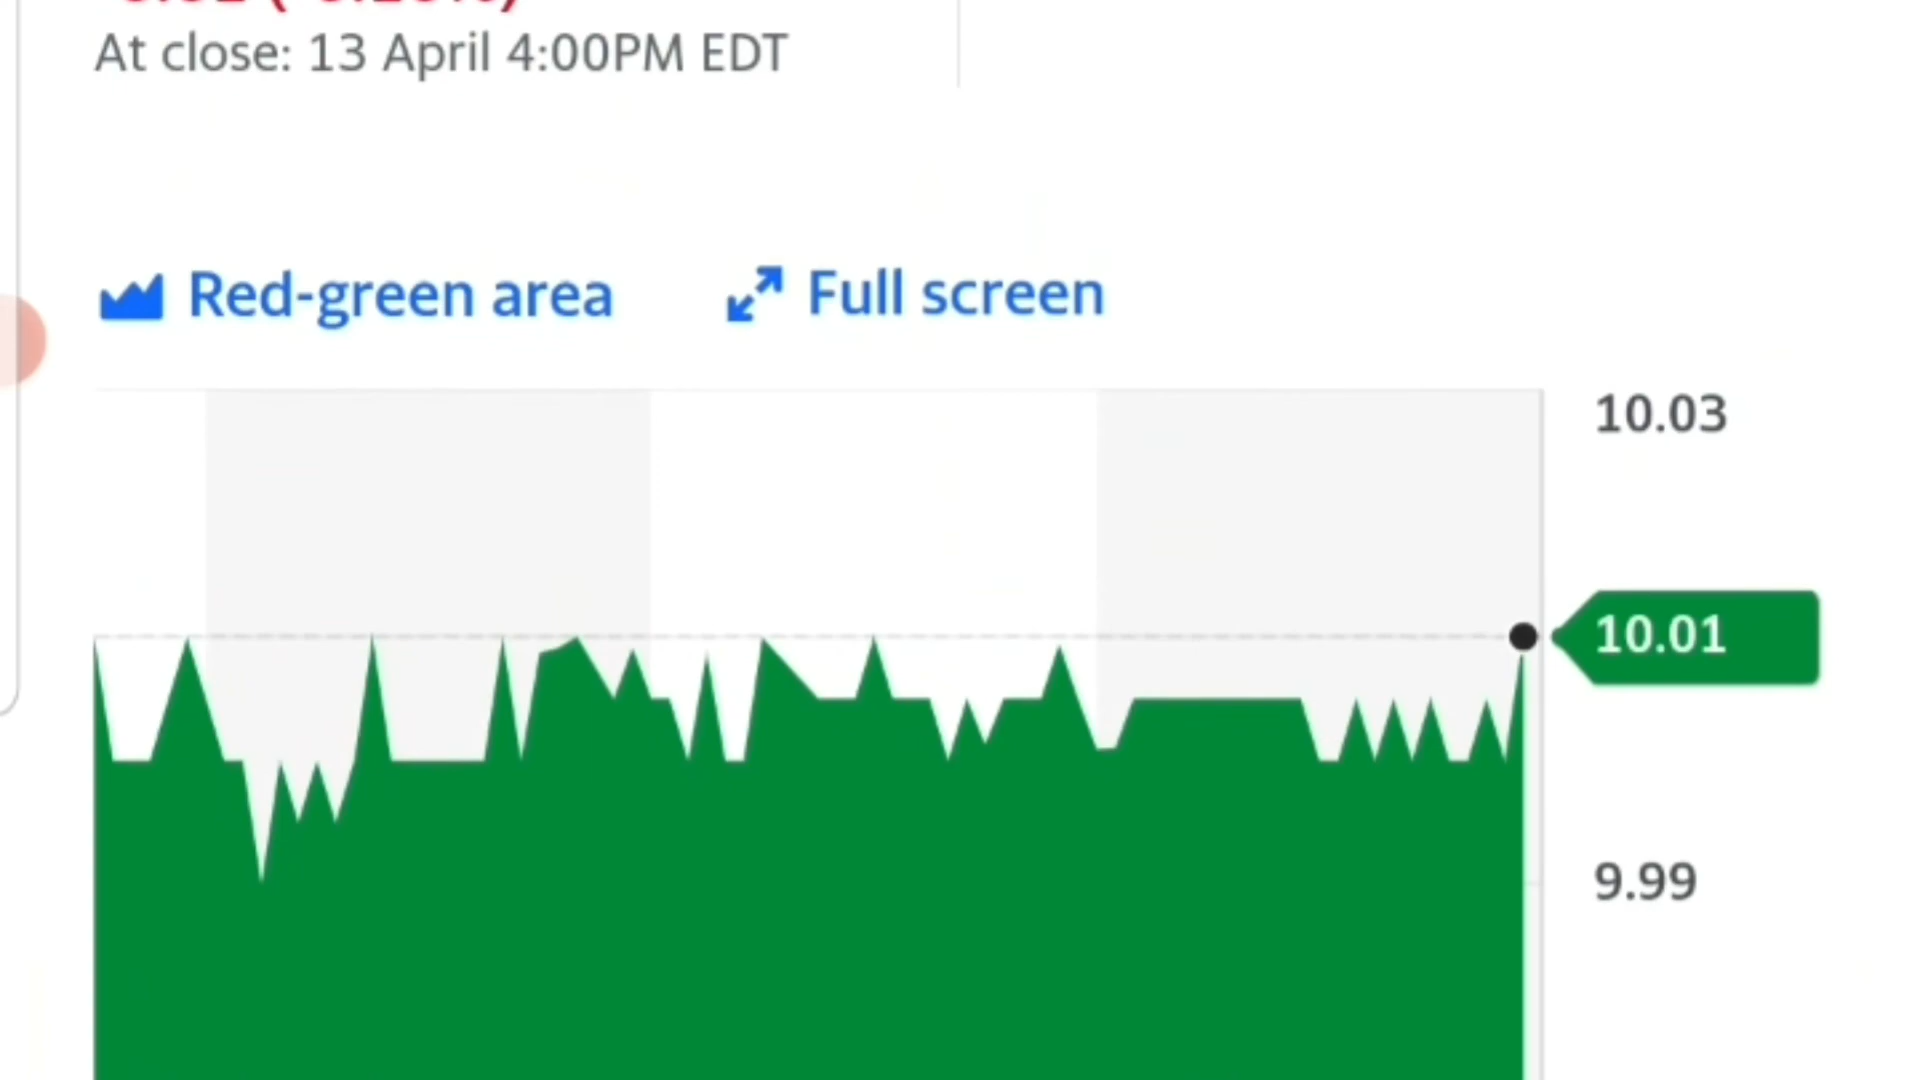 At close: 13 April 4:00PM EDT
Red-green area
Full screen
10.03
10.01
9.99